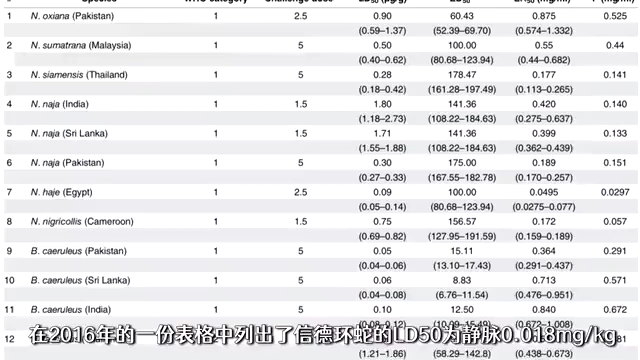 Species WHO category Challenge dose LD50 (µg/g) ED50 ER50 (mg/ml) P (mg/ml)
1 N. oxiana (Pakistan) 1 2.5 0.90 60.43 0.875 0.525
(0.59–1.37) (52.39–69.70) (0.574–1.332)
2 N. sumatrana (Malaysia) 1 5 0.50 100.00 0.55 0.44
(0.40–0.62) (80.68–123.94) (0.44–0.682)
3 N. siamensis (Thailand) 1 5 0.28 178.47 0.177 0.141
(0.18–0.42) (161.28–197.49) (0.113–0.265)
4 N. naja (India) 1 1.5 1.80 141.36 0.420 0.140
(1.18–2.73) (108.22–184.63) (0.275–0.637)
5 N. naja (Sri Lanka) 1 1.5 1.71 141.36 0.399 0.133
(1.55–1.88) (108.22–184.63) (0.362–0.439)
6 N. naja (Pakistan) 1 5 0.30 175.00 0.189 0.151
(0.27–0.33) (167.55–182.78) (0.170–0.257)
7 N. haje (Egypt) 1 2.5 0.09 100.00 0.0495 0.0297
(0.05–0.14) (80.68–123.94) (0.0275–0.077)
8 N. nigricollis (Cameroon) 1 1.5 0.75 156.57 0.172 0.057
(0.69–0.82) (127.95–191.59) (0.159–0.189)
9 B. caeruleus (Pakistan) 1 5 0.05 15.11 0.364 0.291
(0.04–0.06) (13.10–17.43) (0.291–0.437)
10 B. caeruleus (Sri Lanka) 1 5 0.06 8.83 0.713 0.571
(0.04–0.08) (6.76–11.54) (0.476–0.951)
11 B. caeruleus (India) 1 5 0.10 12.50 0.840 0.672
在2016年的一份表格中列出了信德环蛇的LD50为静脉0.018mg/kg
12
(1.21–1.86) (58.29–142.8) (0.438–0.673)